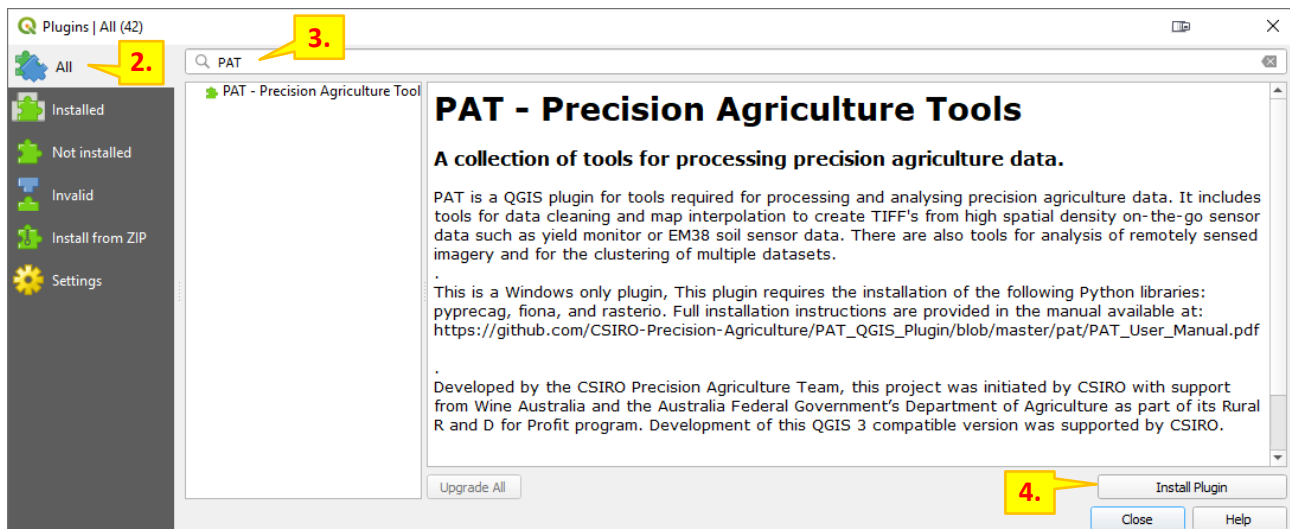 Plugins | All (42)
All
2.
3.
PAT
Installed
Not installed
Invalid
Install from ZIP
Settings
PAT - Precision Agriculture Tool
PAT - Precision Agriculture Tools
A collection of tools for processing precision agriculture data.
PAT is a QGIS plugin for tools required for processing and analysing precision agriculture data. It includes
tools for data cleaning and map interpolation to create TIFF's from high spatial density on-the-go sensor
data such as yield monitor or EM38 soil sensor data. There are also tools for analysis of remotely sensed
imagery and for the clustering of multiple datasets.
.
This is a Windows only plugin, This plugin requires the installation of the following Python libraries:
pyprecag, fiona, and rasterio. Full installation instructions are provided in the manual available at:
https://github.com/CSIRO-Precision-Agriculture/PAT_QGIS_Plugin/blob/master/pat/PAT_User_Manual.pdf
.
Developed by the CSIRO Precision Agriculture Team, this project was initiated by CSIRO with support
from Wine Australia and the Australia Federal Government’s Department of Agriculture as part of its Rural
R and D for Profit program. Development of this QGIS 3 compatible version was supported by CSIRO.
Upgrade All
4.
Install Plugin
Close
Help